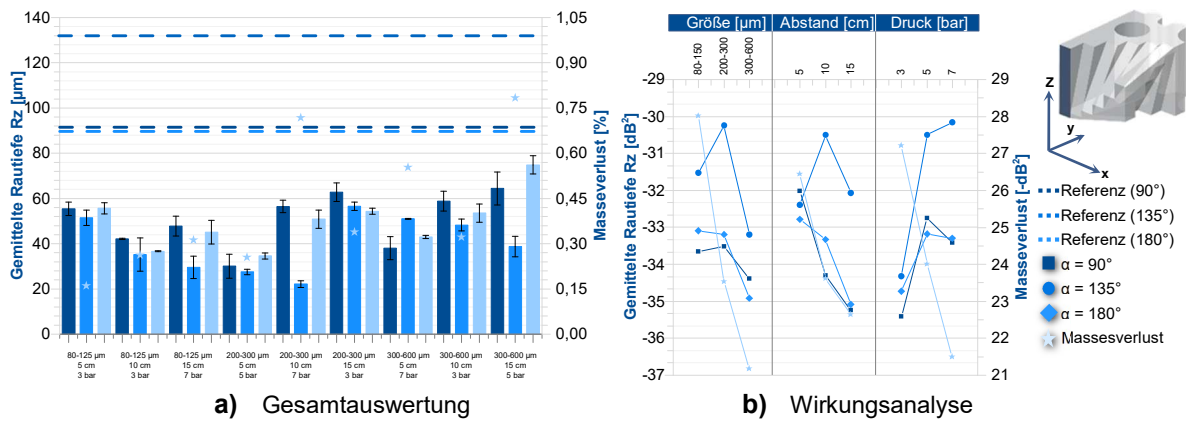 140
120
100
80
60
40
20
0
Gemittelte Rautiefe Rz [µm]
1,05
0,90
0,75
0,60
0,45
0,30
0,15
0,00
Masseverlust [%]
80-125 µm
5 cm
3 bar
80-125 µm
10 cm
3 bar
80-125 µm
15 cm
7 bar
200-300 µm
5 cm
5 bar
200-300 µm
10 cm
7 bar
200-300 µm
15 cm
3 bar
300-600 µm
5 cm
7 bar
300-600 µm
10 cm
3 bar
300-600 µm
15 cm
5 bar
a) Gesamtauswertung
Größe [µm]
Abstand [cm]
Druck [bar]
80-150
200-300
300-600
5
10
15
3
5
7
-29
-30
-31
-32
-33
-34
-35
-36
-37
Gemittelte Rautiefe Rz [dB²]
29
28
27
26
25
24
23
22
21
Masseverlust [-dB²]
b) Wirkungsanalyse
z
y
x
Referenz (90°)
Referenz (135°)
Referenz (180°)
α = 90°
α = 135°
α = 180°
Massesverlust